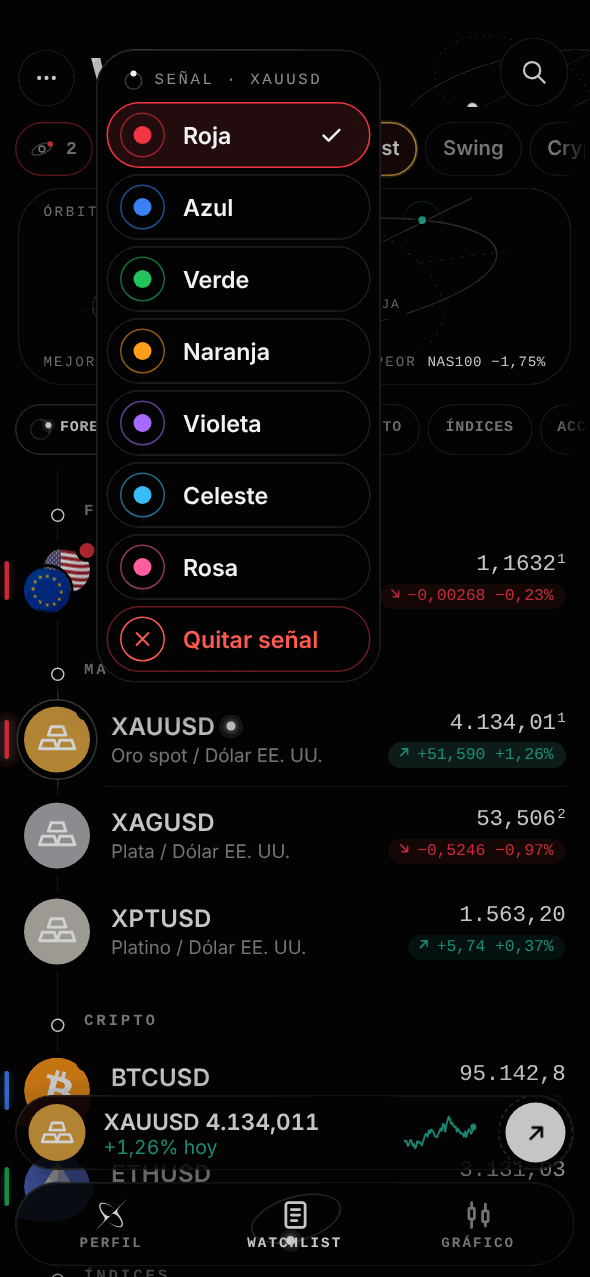 SEÑAL · XAUUSD
2
Roja
st
Swing
Azul
ÓRBIT
Verde
JA
Naranja
MEJOR
PEOR NAS100 −1,75%
Violeta
FORE
TO
ÍNDICES
ACC
Celeste
F
Rosa
1,1632¹
−0,00268 −0,23%
Quitar señal
MA
XAUUSD
4.134,01¹
Oro spot / Dólar EE. UU.
+51,590 +1,26%
XAGUSD
53,506²
Plata / Dólar EE. UU.
−0,5246 −0,97%
XPTUSD
1.563,20
Platino / Dólar EE. UU.
+5,74 +0,37%
CRIPTO
BTCUSD
95.142,8
XAUUSD 4.134,011
+1,26% hoy
ETHUSD
3.131,03
PERFIL
WATCHLIST
GRÁFICO
ÍNDICES